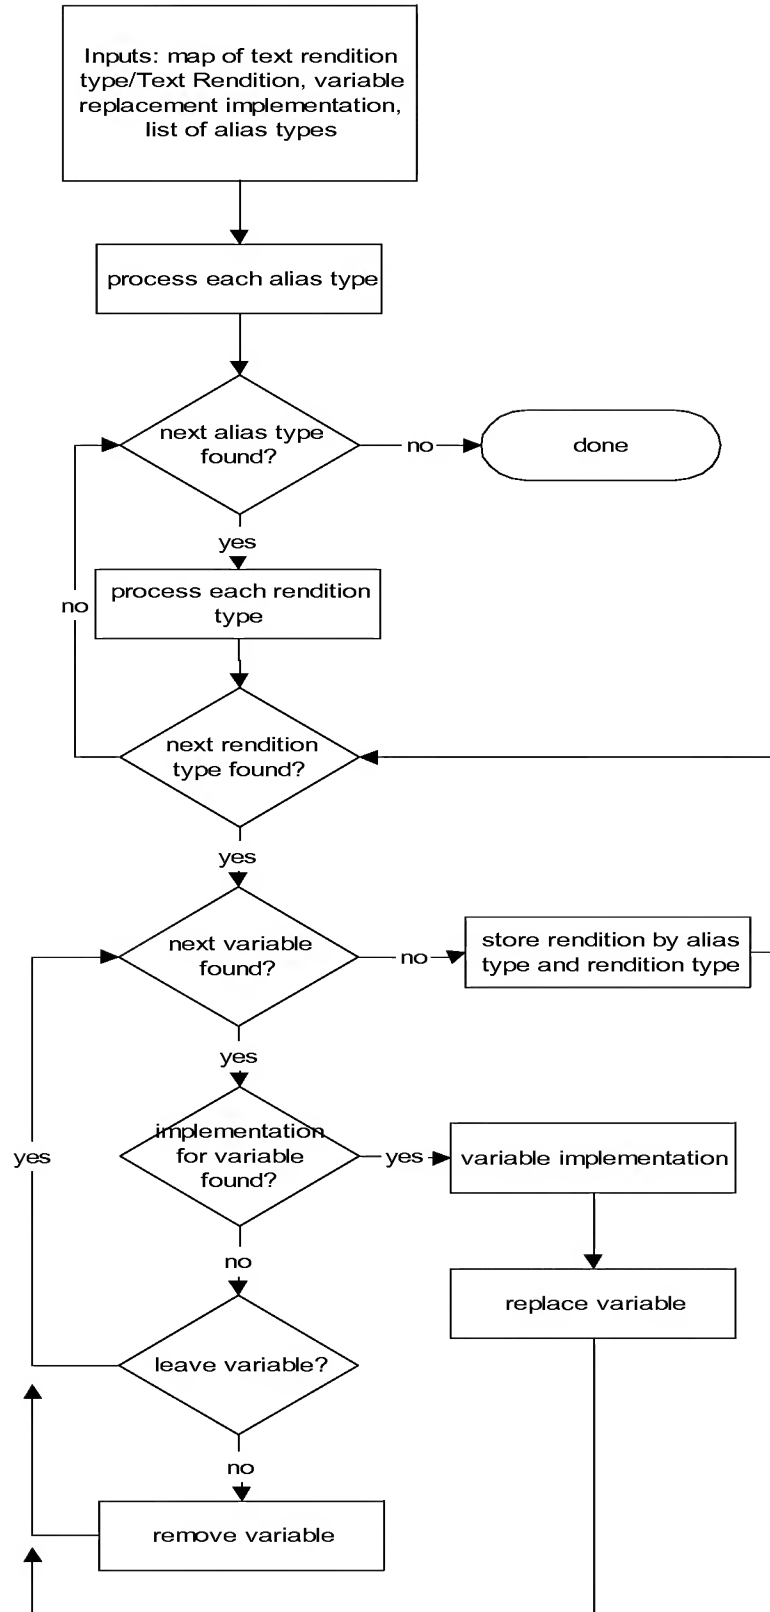 Inputs: map of text rendition
type/Text Rendition, variable
replacement implementation,
list of alias types
process each alias type
next alias type
found?
no
done
yes
process each rendition
type
no
next rendition
type found?
yes
next variable
found?
no
store rendition by alias
type and rendition type
yes
implementation
for variable
found?
yes
variable implementation
yes
no
replace variable
leave variable?
no
remove variable